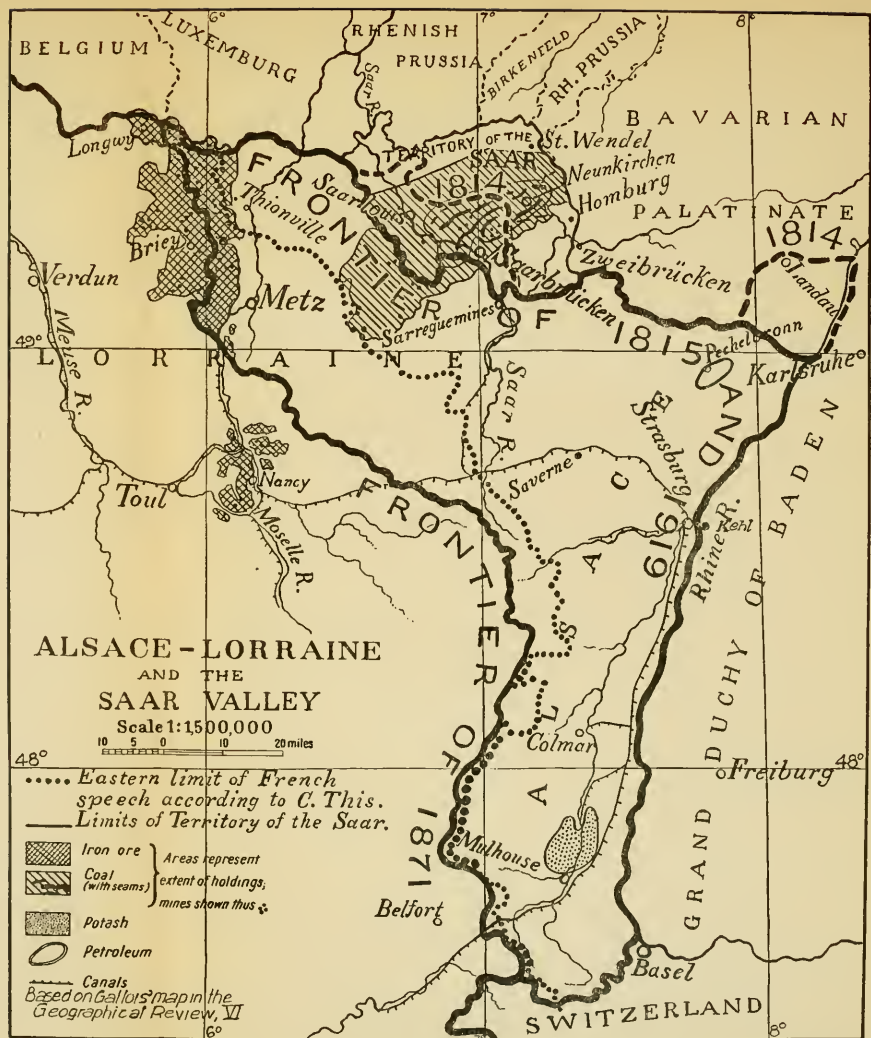 6° 7° 8°
BELGIUM
LUXEMBURG
RHENISH
PRUSSIA
BIRKENFELD
RH. PRUSSIA
BAVARIAN
PALATINATE
Saar R.
TERRITORY OF THE
SAAR
St. Wendel
Neunkirchen
Homburg
Longwy
Thionville
Saarlouis
1814
1814
Briey
Verdun
Metz
Saarbrücken
Zweibrücken
Landau
Sarreguemines
FRONTIER OF 1815 AND 1919
Pechelbronn
Karlsruhe
49°
LORRAINE
Meuse R.
Saar R.
Strasburg
Saverne
Kehl
Rhine R.
Toul
Nancy
Moselle R.
FRONTIER OF 1871
ALSACE
GRAND DUCHY OF BADEN
ALSACE-LORRAINE
AND THE
SAAR VALLEY
Scale 1:1,500,000
10 5 0 10 20 miles
Colmar
48° 48°
Freiburg
Mulhouse
Belfort
Basel
SWITZERLAND
Eastern limit of French
speech according to C. This.
Limits of Territory of the Saar.
Iron ore
Coal
(with seams)
Areas represent
extent of holdings;
mines shown thus
Potash
Petroleum
Canals
Based on Gallois' map in the
Geographical Review, VI
6° 7° 8°